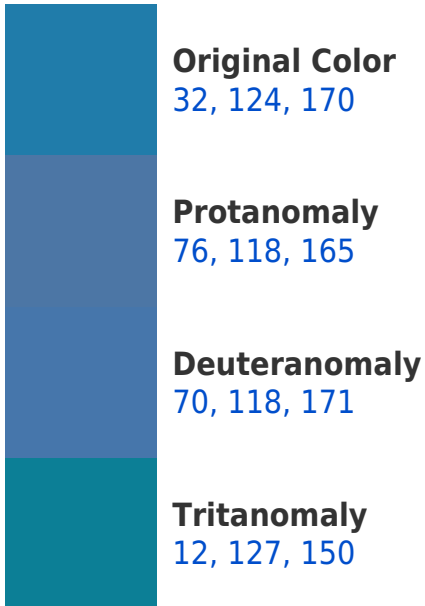 Original Color
32, 124, 170
Protanomaly
76, 118, 165
Deuteranomaly
70, 118, 171
Tritanomaly
12, 127, 150